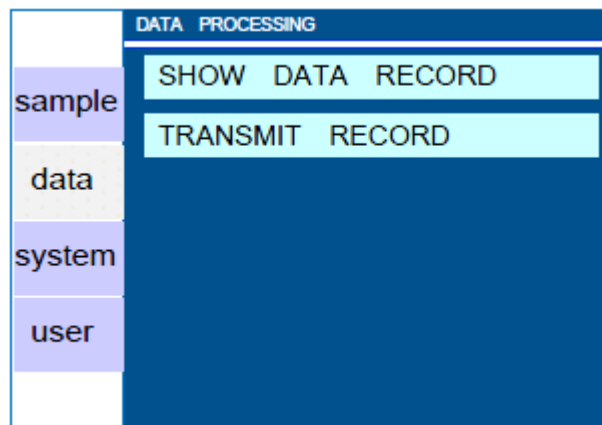 DATA PROCESSING
SHOW DATA RECORD
TRANSMIT RECORD
sample
data
system
user